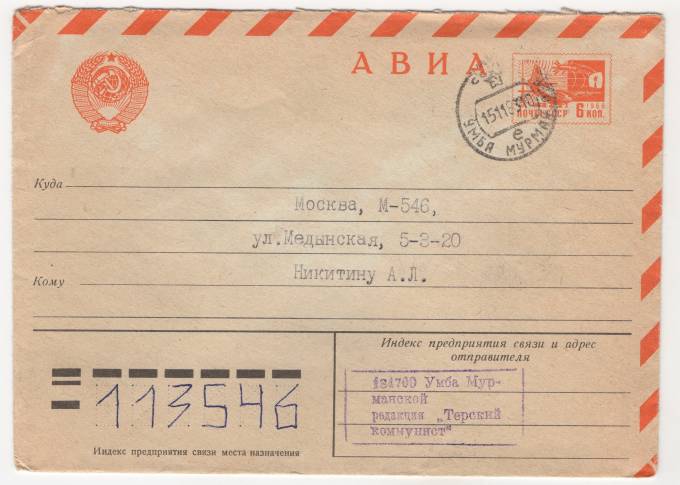 АВИА
1966
ПОЧТА СССР
6 КОП.
УМБА МУРМАН
е
Куда
Москва, М-546,
ул.Медынская, 5-3-20
Кому
Никитину А.Л.
Индекс предприятия связи и адрес
отправителя
184700 Умба Мур-
манской
редакция „Терский
коммунист"
113546
Индекс предприятия связи места назначения